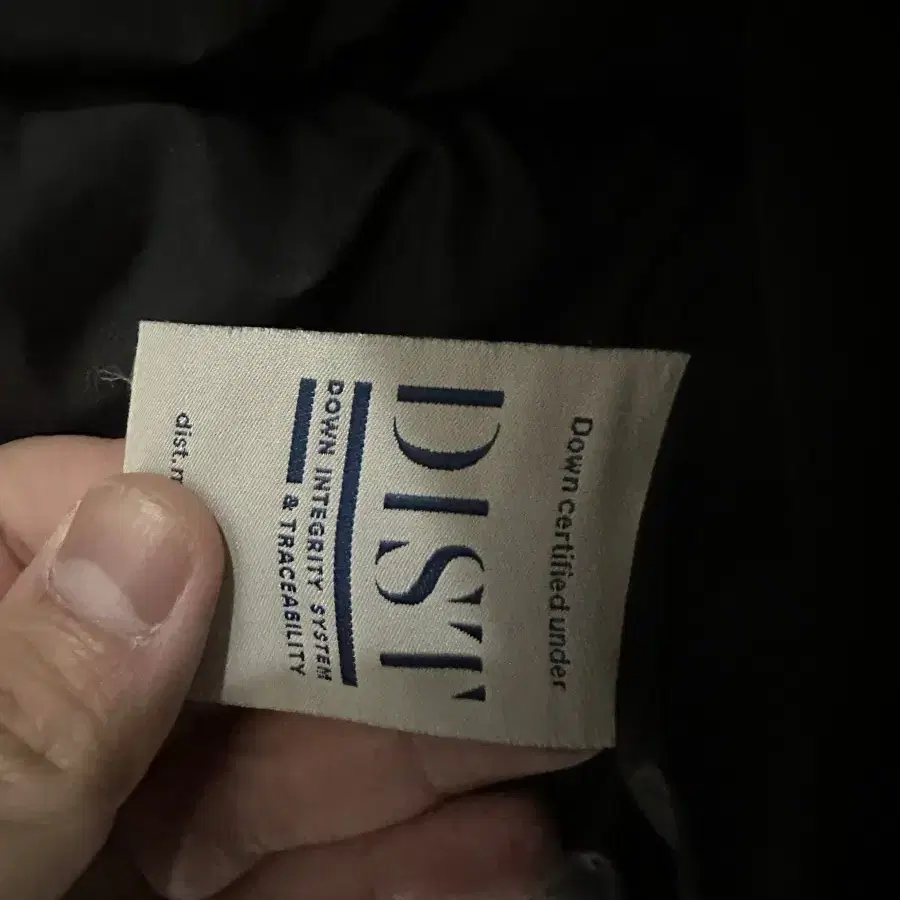 Down certified under
DIST
DOWN INTEGRITY SYSTEM
& TRACEABILITY